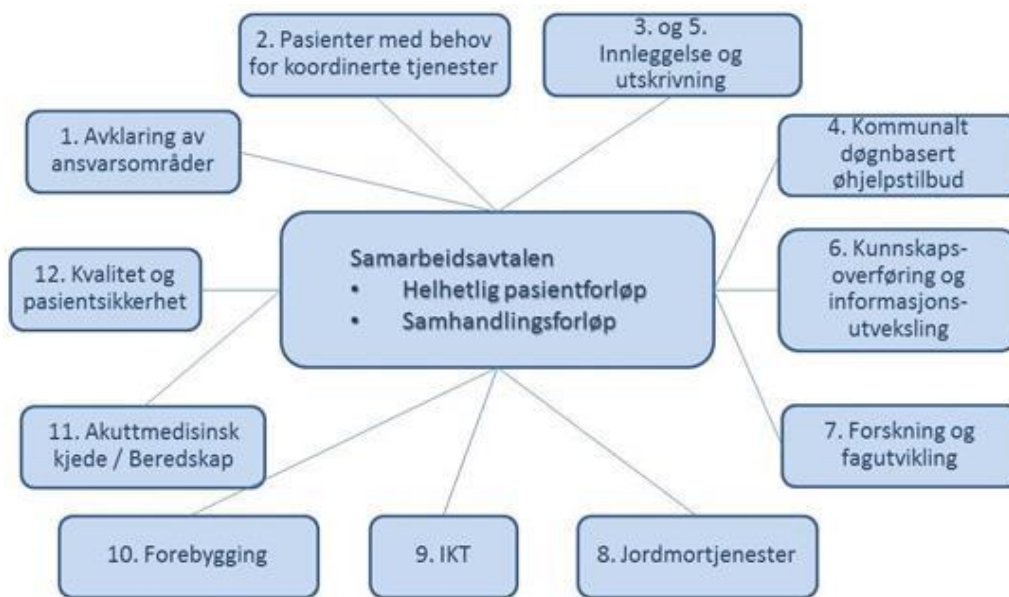 2. Pasienter med behov
for koordinerte tjenester
3. og 5.
Innleggelse og
utskrivning
1. Avklaring av
ansvarsområder
4. Kommunalt
døgnbasert
øhjelpstilbud
Samarbeidsavtalen
• Helhetlig pasientforløp
• Samhandlingsforløp
12. Kvalitet og
pasientsikkerhet
6. Kunnskaps-
overføring og
informasjons-
utveksling
11. Akuttmedisinsk
kjede / Beredskap
7. Forskning og
fagutvikling
10. Forebygging
9. IKT
8. Jordmortjenester